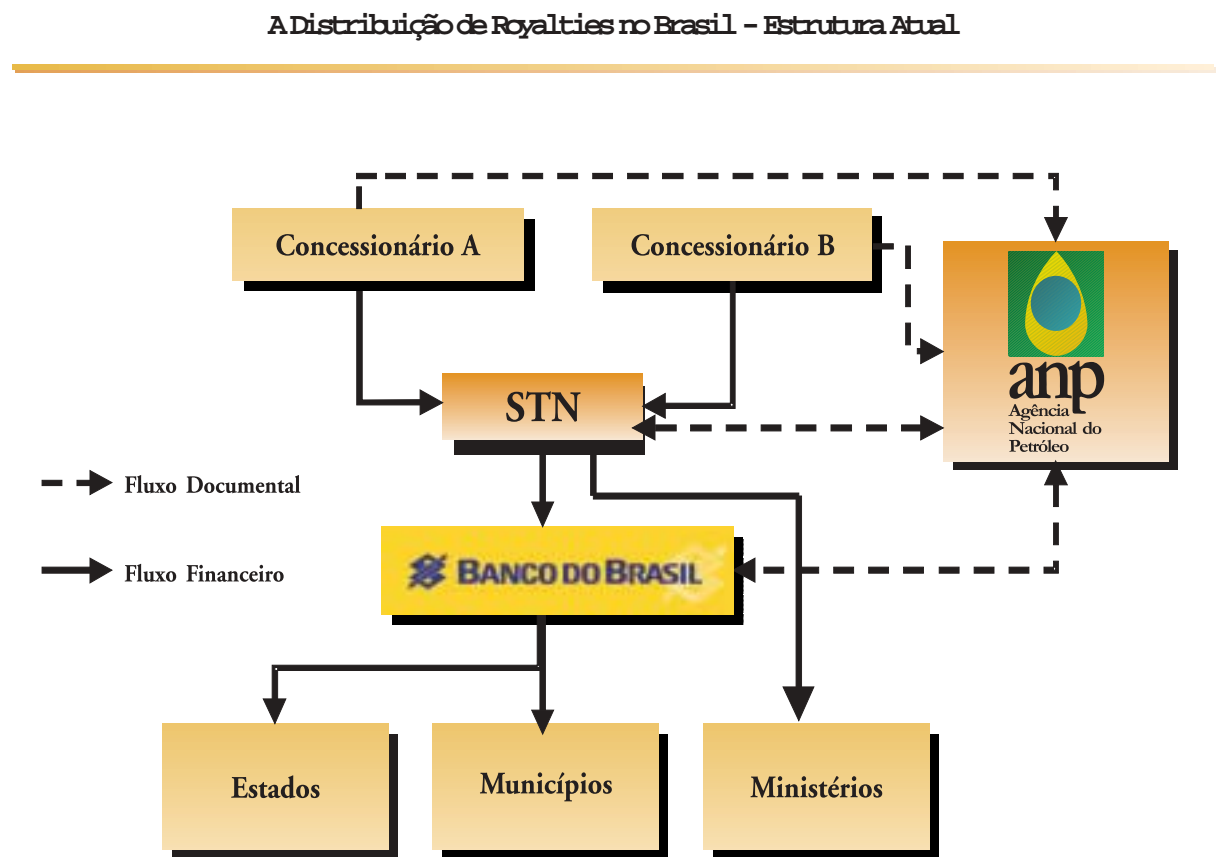 A Distribuição de Royalties no Brasil - Estrutura Atual
Concessionário A
Concessionário B
anp
Agência
Nacional do
Petróleo
STN
Fluxo Documental
BANCO DO BRASIL
Fluxo Financeiro
Estados
Municípios
Ministérios